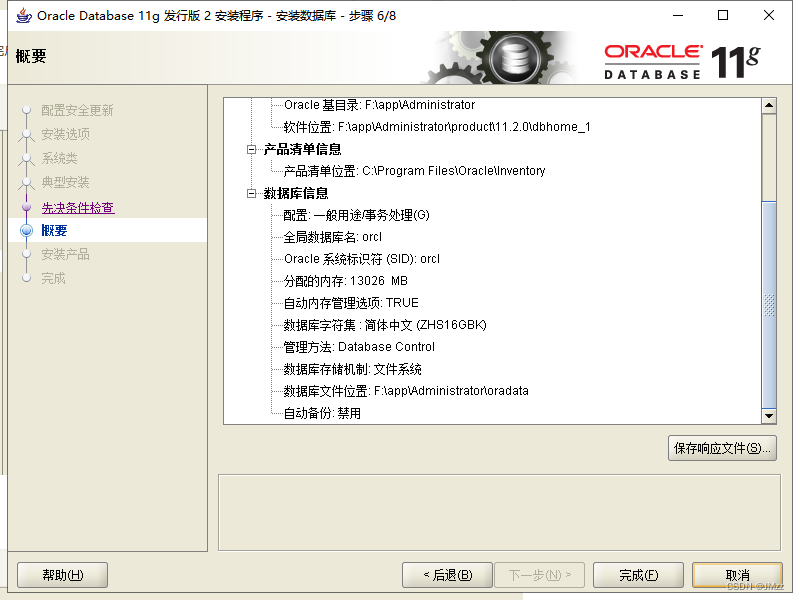 Oracle Database 11g 发行版 2 安装程序 - 安装数据库 - 步骤 6/8
概要
ORACLE
DATABASE 11g
配置安全更新
安装选项
系统类
典型安装
先决条件检查
概要
安装产品
完成
Oracle 基目录: F:\app\Administrator
软件位置: F:\app\Administrator\product\11.2.0\dbhome_1
产品清单信息
产品清单位置: C:\Program Files\Oracle\Inventory
数据库信息
配置: 一般用途/事务处理(G)
全局数据库名: orcl
Oracle 系统标识符 (SID): orcl
分配的内存: 13026 MB
自动内存管理选项: TRUE
数据库字符集 : 简体中文 (ZHS16GBK)
管理方法: Database Control
数据库存储机制: 文件系统
数据库文件位置: F:\app\Administrator\oradata
自动备份: 禁用
保存响应文件(S)...
帮助(H)
< 后退(B)
下一步(N) >
完成(F)
取消
CSDN @JMzz